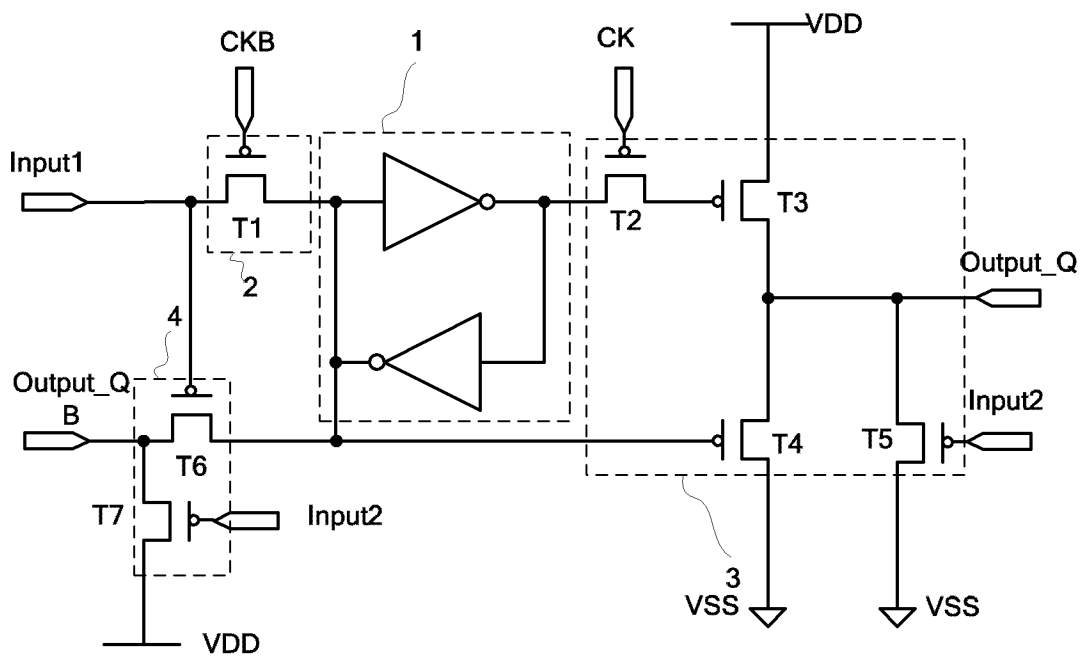 VDD
1
CKB
CK
Input1
T1
T2
T3
2
Output_Q
4
Output_Q
B
Input2
T6
T4
T5
T7
Input2
3
VSS
VSS
VDD